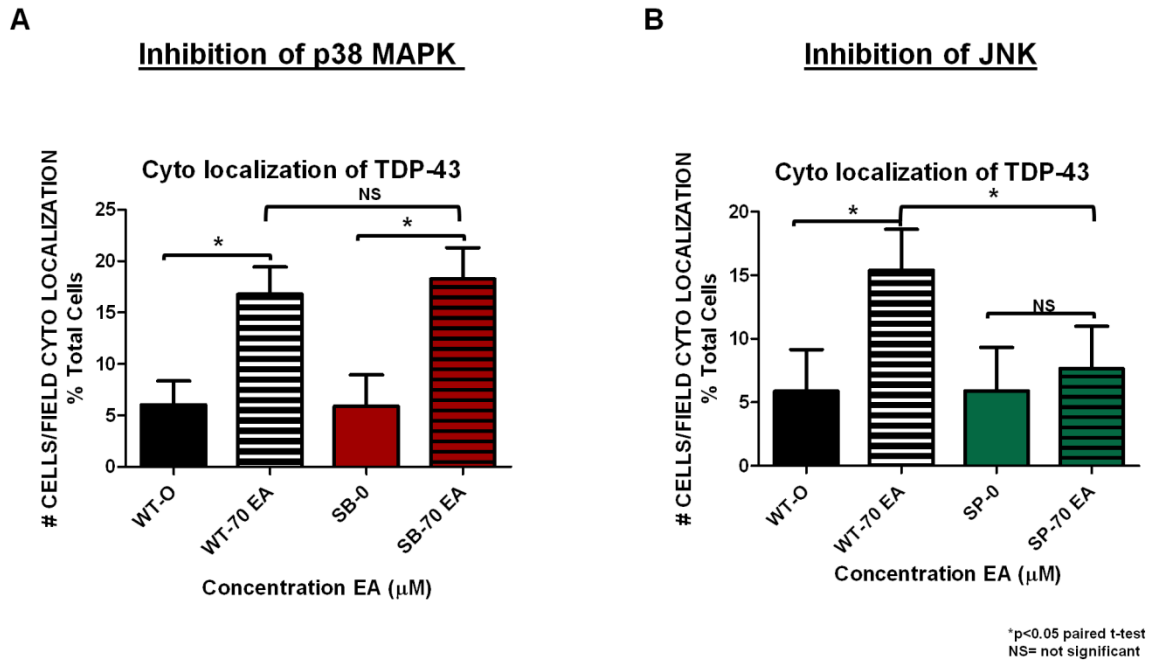 A
Inhibition of p38 MAPK
Cyto localization of TDP-43
# CELLS/FIELD CYTO LOCALIZATION
% Total Cells
25
20
15
10
5
0
*
NS
*
WT-O
WT-70 EA
SB-0
SB-70 EA
Concentration EA (μM)
B
Inhibition of JNK
Cyto localization of TDP-43
# CELLS/FIELD CYTO LOCALIZATION
% Total Cells
20
15
10
5
0
*
*
NS
WT-O
WT-70 EA
SP-0
SP-70 EA
Concentration EA (μM)
*p<0.05 paired t-test
NS= not significant